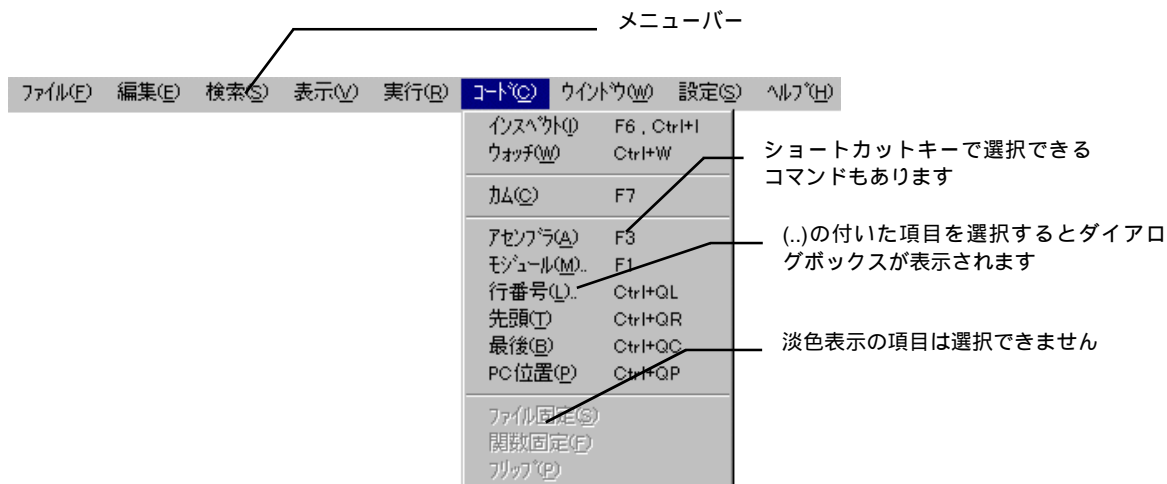 メニューバー
ﾌｧｲﾙ(F) 編集(E) 検索(S) 表示(V) 実行(R) ｺｰﾄﾞ(C) ｳｲﾝﾄﾞｳ(W) 設定(S) ﾍﾙﾌﾟ(H)
ｲﾝｽﾍﾟｸﾄ(I) F6 , Ctrl+I
ｳｫｯﾁ(W) Ctrl+W
ショートカットキーで選択できる
コマンドもあります
ｶﾑ(C) F7
ｱｾﾝﾌﾞﾗ(A) F3
(..)の付いた項目を選択するとダイアロ
グボックスが表示されます
ﾓｼﾞｭｰﾙ(M).. F1
行番号(L).. Ctrl+QL
先頭(T) Ctrl+QR
最後(B) Ctrl+QC
淡色表示の項目は選択できません
PC位置(P) Ctrl+QP
ﾌｧｲﾙ固定(S)
関数固定(F)
ﾌﾘｯﾌﾟ(P)